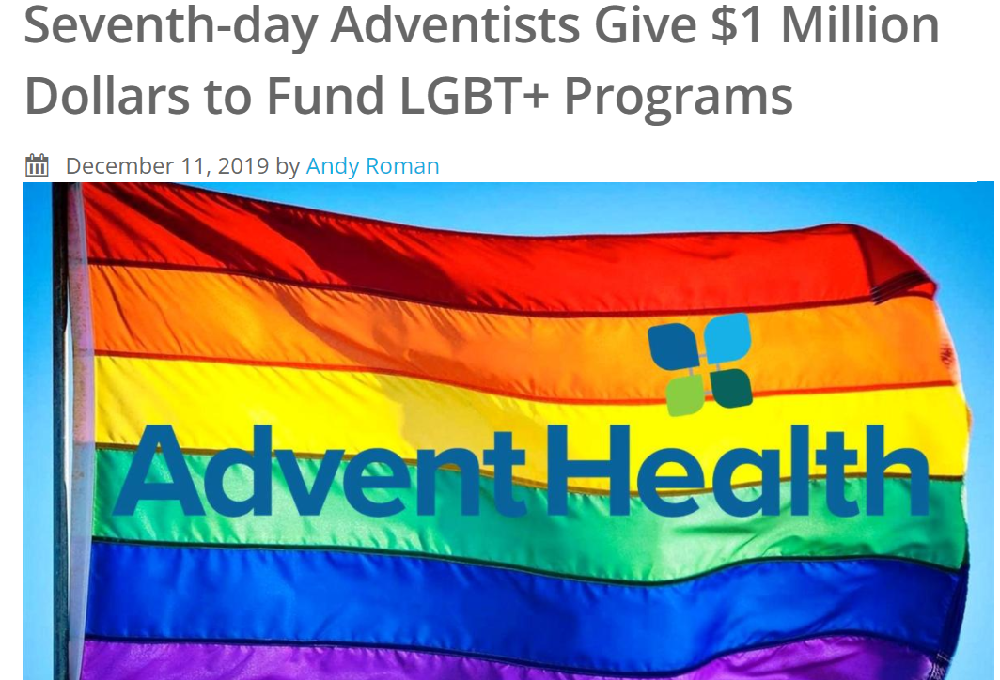 Seventh-day Adventists Give $1 Million
Dollars to Fund LGBT+ Programs
December 11, 2019 by Andy Roman
AdventHealth